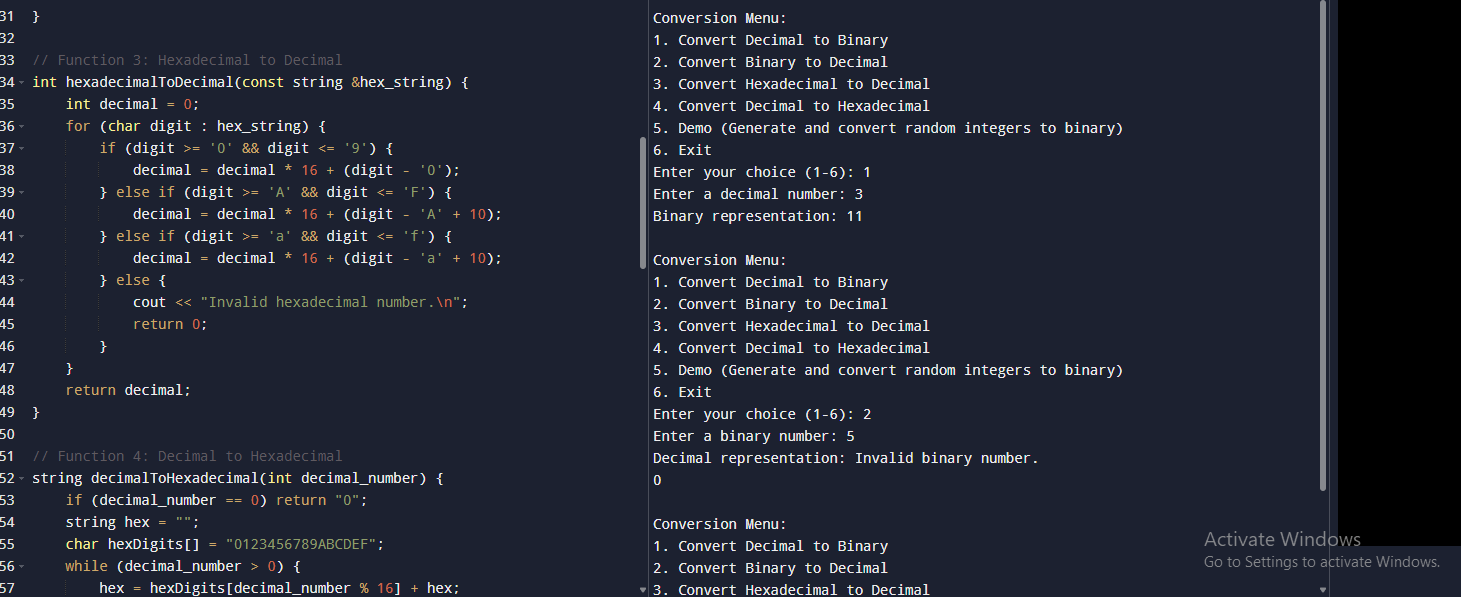 31 }
32
33 // Function 3: Hexadecimal to Decimal
34 int hexadecimalToDecimal(const string &hex_string) {
35     int decimal = 0;
36     for (char digit : hex_string) {
37         if (digit >= '0' && digit <= '9') {
38             decimal = decimal * 16 + (digit - '0');
39         } else if (digit >= 'A' && digit <= 'F') {
40             decimal = decimal * 16 + (digit - 'A' + 10);
41         } else if (digit >= 'a' && digit <= 'f') {
42             decimal = decimal * 16 + (digit - 'a' + 10);
43         } else {
44             cout << "Invalid hexadecimal number.\n";
45             return 0;
46         }
47     }
48     return decimal;
49 }
50
51 // Function 4: Decimal to Hexadecimal
52 string decimalToHexadecimal(int decimal_number) {
53     if (decimal_number == 0) return "0";
54     string hex = "";
55     char hexDigits[] = "0123456789ABCDEF";
56     while (decimal_number > 0) {
57         hex = hexDigits[decimal_number % 16] + hex;
Conversion Menu:
1. Convert Decimal to Binary
2. Convert Binary to Decimal
3. Convert Hexadecimal to Decimal
4. Convert Decimal to Hexadecimal
5. Demo (Generate and convert random integers to binary)
6. Exit
Enter your choice (1-6): 1
Enter a decimal number: 3
Binary representation: 11

Conversion Menu:
1. Convert Decimal to Binary
2. Convert Binary to Decimal
3. Convert Hexadecimal to Decimal
4. Convert Decimal to Hexadecimal
5. Demo (Generate and convert random integers to binary)
6. Exit
Enter your choice (1-6): 2
Enter a binary number: 5
Decimal representation: Invalid binary number.
0

Conversion Menu:
1. Convert Decimal to Binary
2. Convert Binary to Decimal
3. Convert Hexadecimal to Decimal
Activate Windows
Go to Settings to activate Windows.